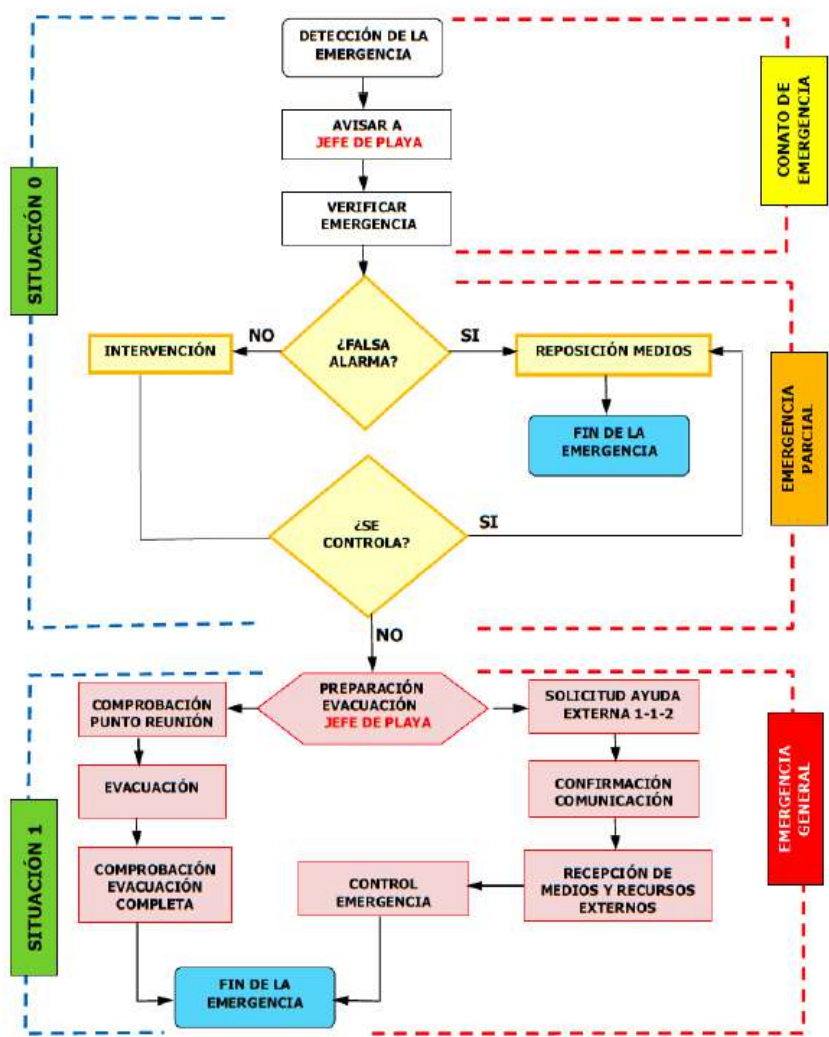 DETECCIÓN DE LA
EMERGENCIA
AVISAR A
JEFE DE PLAYA
VERIFICAR
EMERGENCIA
CONATO DE
EMERGENCIA
SITUACIÓN 0
¿FALSA
ALARMA?
NO
SI
INTERVENCIÓN
REPOSICIÓN MEDIOS
FIN DE LA
EMERGENCIA
EMERGENCIA
PARCIAL
¿SE
CONTROLA?
SI
NO
PREPARACIÓN
EVACUACIÓN
JEFE DE PLAYA
COMPROBACIÓN
PUNTO REUNIÓN
SOLICITUD AYUDA
EXTERNA 1-1-2
EVACUACIÓN
CONFIRMACIÓN
COMUNICACIÓN
EMERGENCIA
GENERAL
SITUACIÓN 1
COMPROBACIÓN
EVACUACIÓN
COMPLETA
CONTROL
EMERGENCIA
RECEPCIÓN DE
MEDIOS Y RECURSOS
EXTERNOS
FIN DE LA
EMERGENCIA